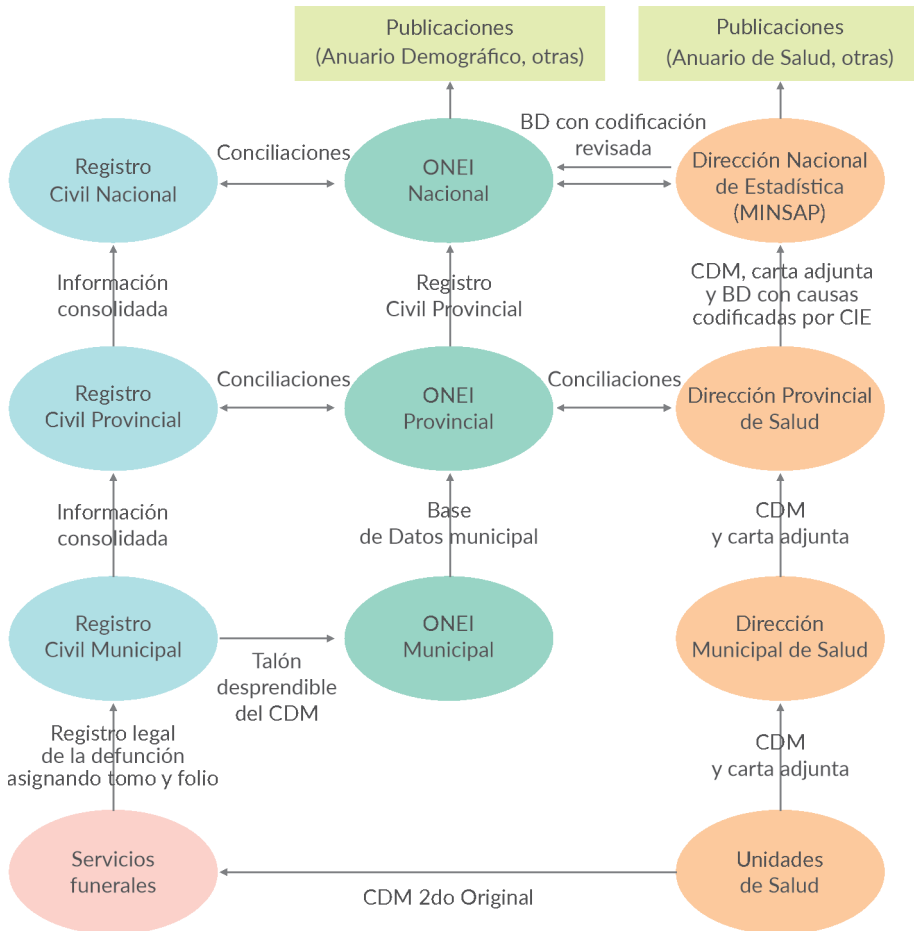 Publicaciones
(Anuario Demográfico, otras)
Publicaciones
(Anuario de Salud, otras)
Registro
Civil Nacional
Conciliaciones
ONEI
Nacional
BD con codificación
revisada
Dirección Nacional
de Estadística
(MINSAP)
Información
consolidada
Registro
Civil Provincial
CDM, carta adjunta
y BD con causas
codificadas por CIE
Registro
Civil Provincial
Conciliaciones
ONEI
Provincial
Conciliaciones
Dirección Provincial
de Salud
Información
consolidada
Base
de Datos municipal
CDM
y carta adjunta
Registro
Civil Municipal
Talón
desprendible
del CDM
ONEI
Municipal
Dirección
Municipal de Salud
Registro legal
de la defunción
asignando tomo y folio
CDM
y carta adjunta
Servicios
funerales
CDM 2do Original
Unidades
de Salud